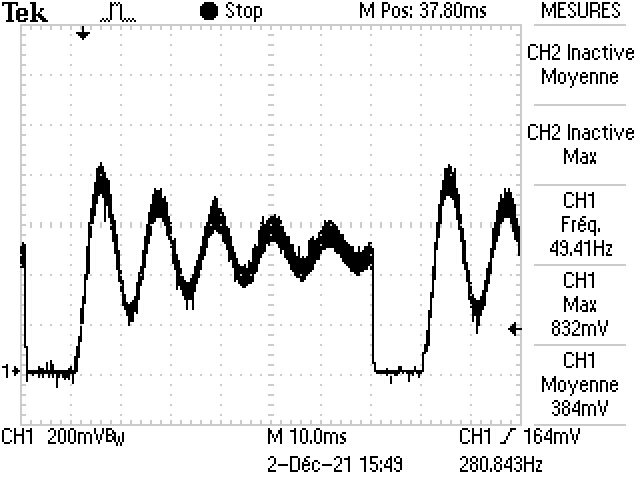 Tek Stop M Pos: 37.80ms MESURES
CH2 Inactive
Moyenne
CH2 Inactive
Max
CH1
Fréq.
49.41Hz
CH1
Max
832mV
CH1
Moyenne
384mV
1
CH1 200mVBW M 10.0ms CH1 164mV
2-Déc-21 15:49 280.843Hz